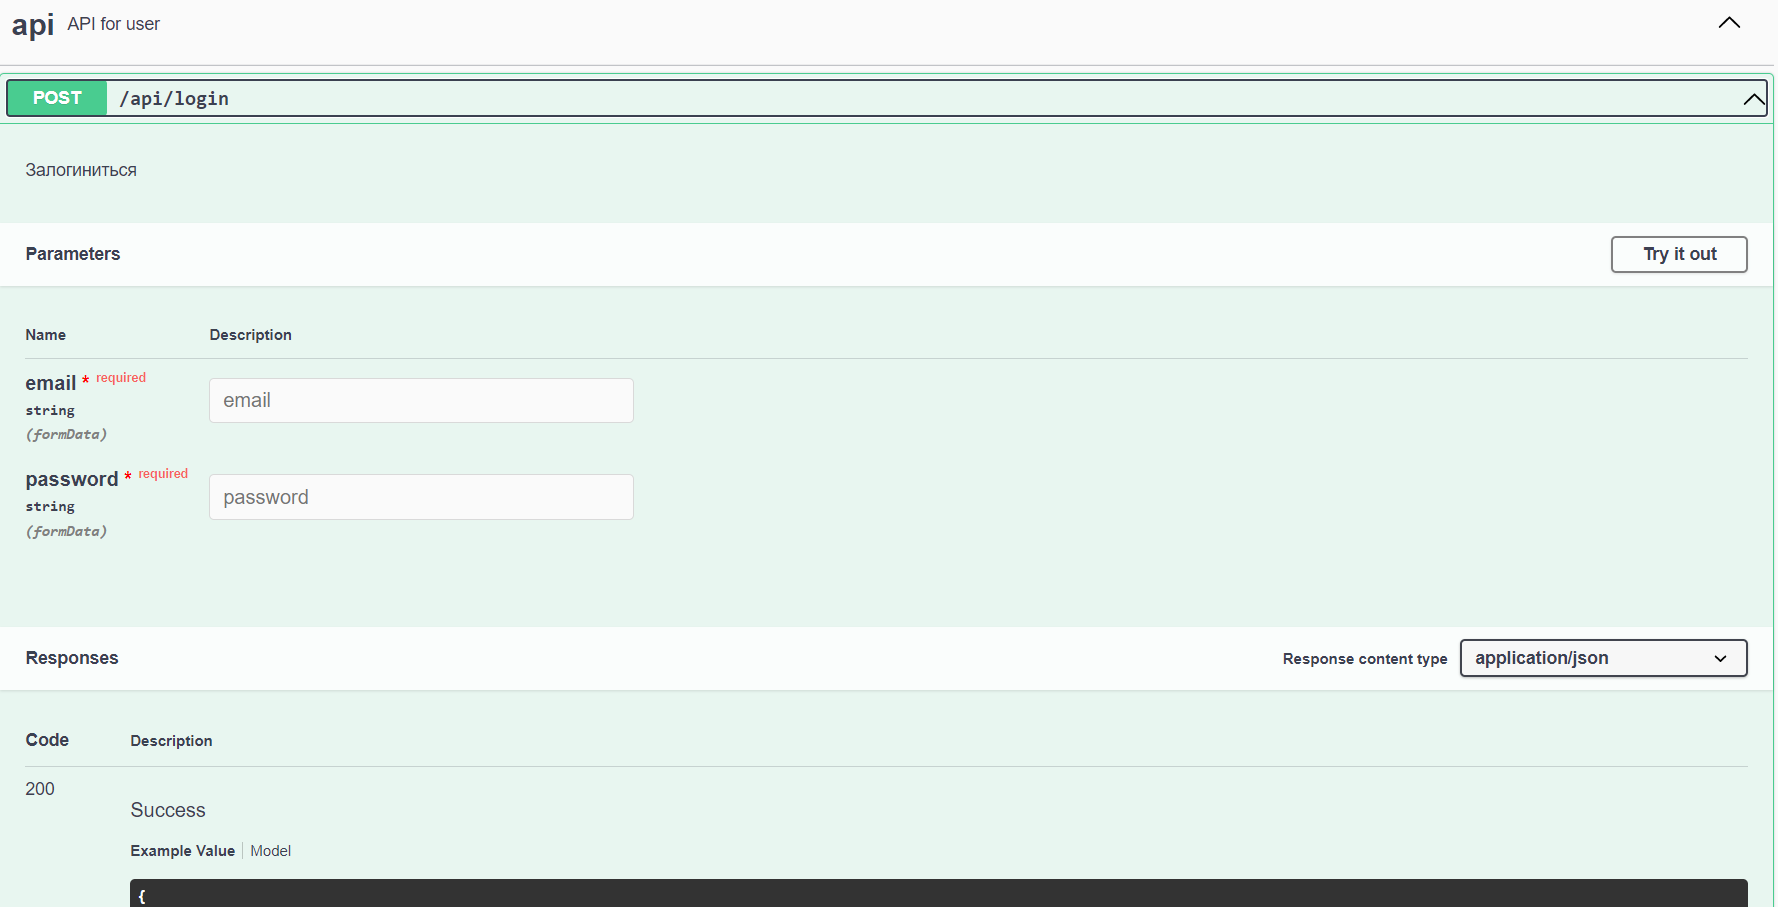 api API for user
POST /api/login
Залогиниться
Parameters
Try it out
Name Description
email * required
string
(formData)
email
password * required
string
(formData)
password
Responses
Response content type application/json
Code Description
200
Success
Example Value Model
{